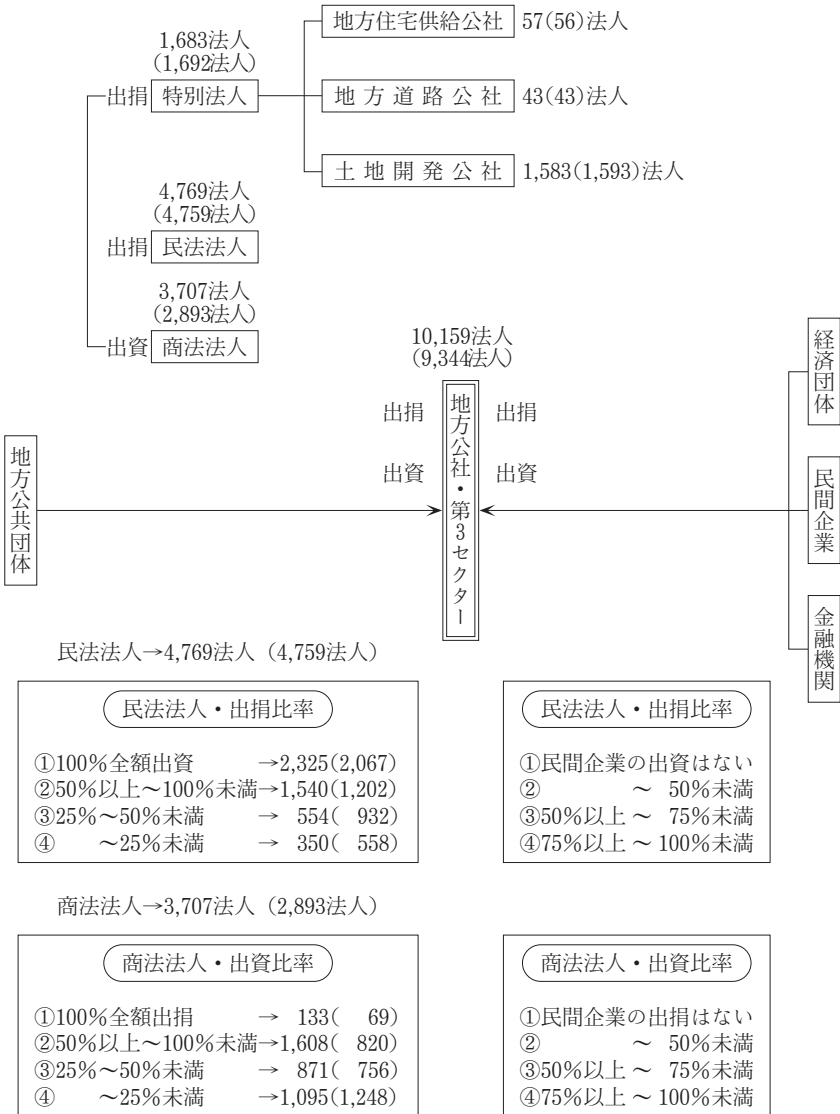 地方住宅供給公社 57(56)法人
1,683法人
(1,692法人)
出捐 特別法人
地方道路公社 43(43)法人
土地開発公社 1,583(1,593)法人
4,769法人
(4,759法人)
出捐 民法法人
3,707法人
(2,893法人)
出資 商法法人
10,159法人
(9,344法人)
地方公共団体
出捐
出資
地方公社・第3セクター
出捐
出資
経済団体
民間企業
金融機関
民法法人→4,769法人(4,759法人)
民法法人・出捐比率
①100%全額出資 →2,325(2,067)
②50%以上〜100%未満→1,540(1,202)
③25%〜50%未満 → 554( 932)
④ 〜25%未満 → 350( 558)
民法法人・出捐比率
①民間企業の出資はない
② 〜 50%未満
③50%以上 〜 75%未満
④75%以上 〜 100%未満
商法法人→3,707法人(2,893法人)
商法法人・出資比率
①100%全額出捐 → 133( 69)
②50%以上〜100%未満→1,608( 820)
③25%〜50%未満 → 871( 756)
④ 〜25%未満 →1,095(1,248)
商法法人・出資比率
①民間企業の出捐はない
② 〜 50%未満
③50%以上 〜 75%未満
④75%以上 〜 100%未満